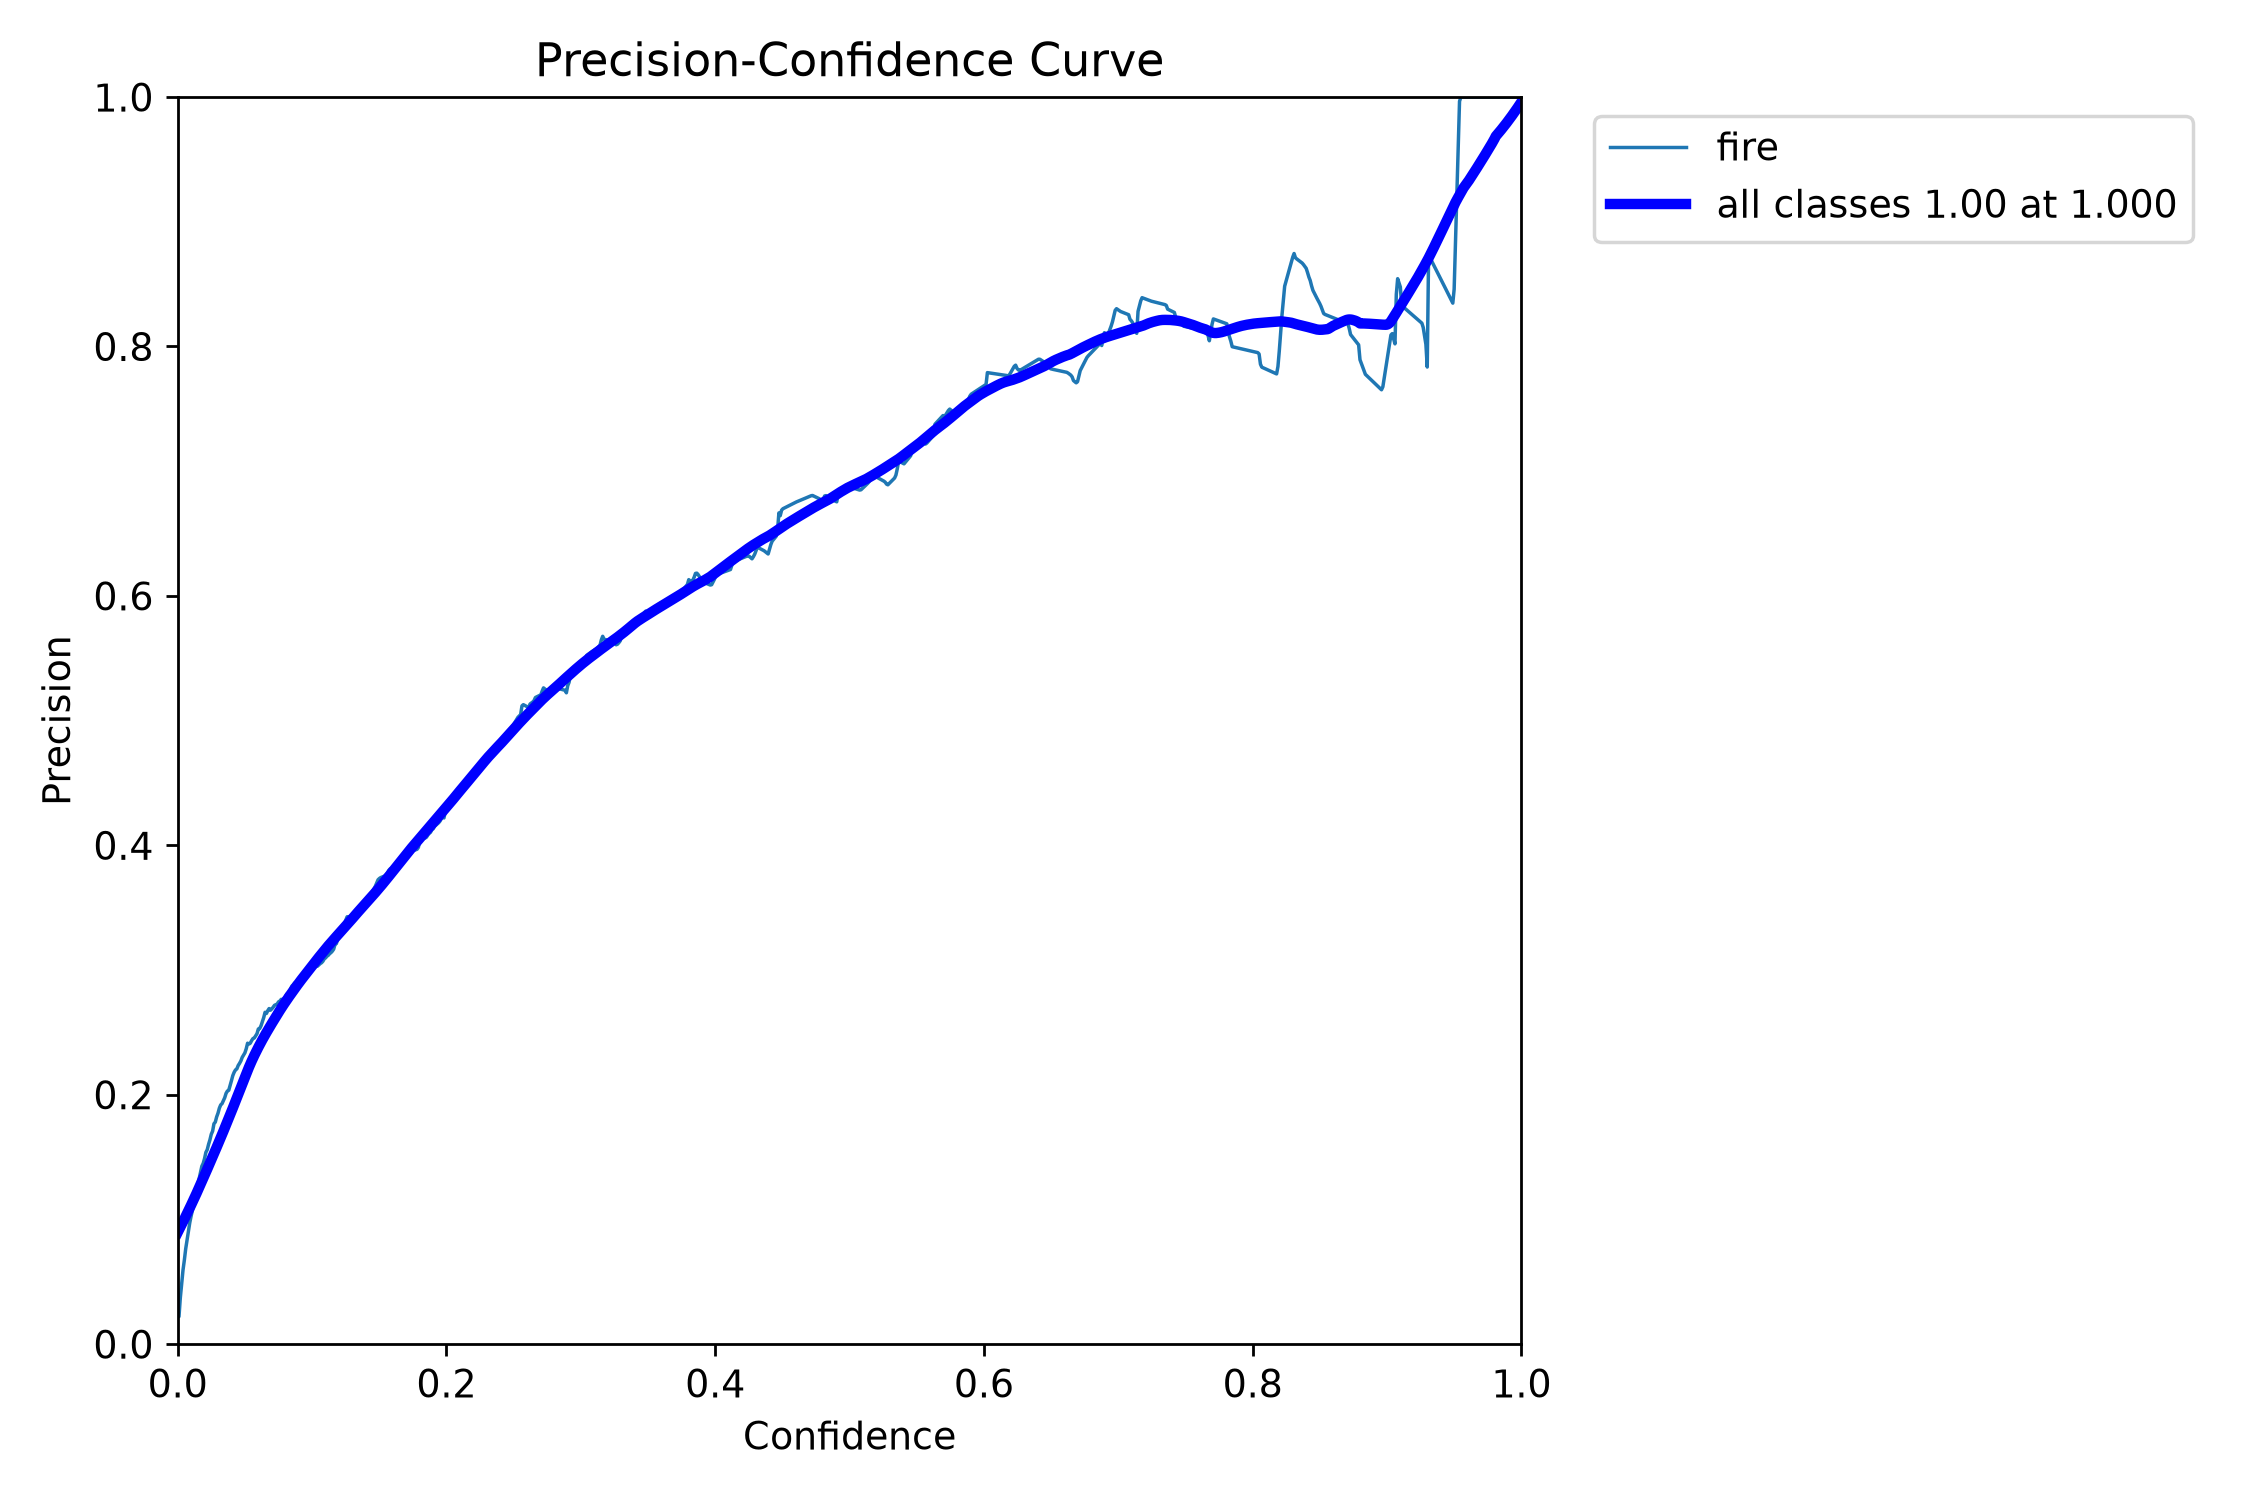 Precision-Confidence Curve
fire
all classes 1.00 at 1.000
1.0
0.8
0.6
0.4
0.2
0.0
Precision
0.0 0.2 0.4 0.6 0.8 1.0
Confidence